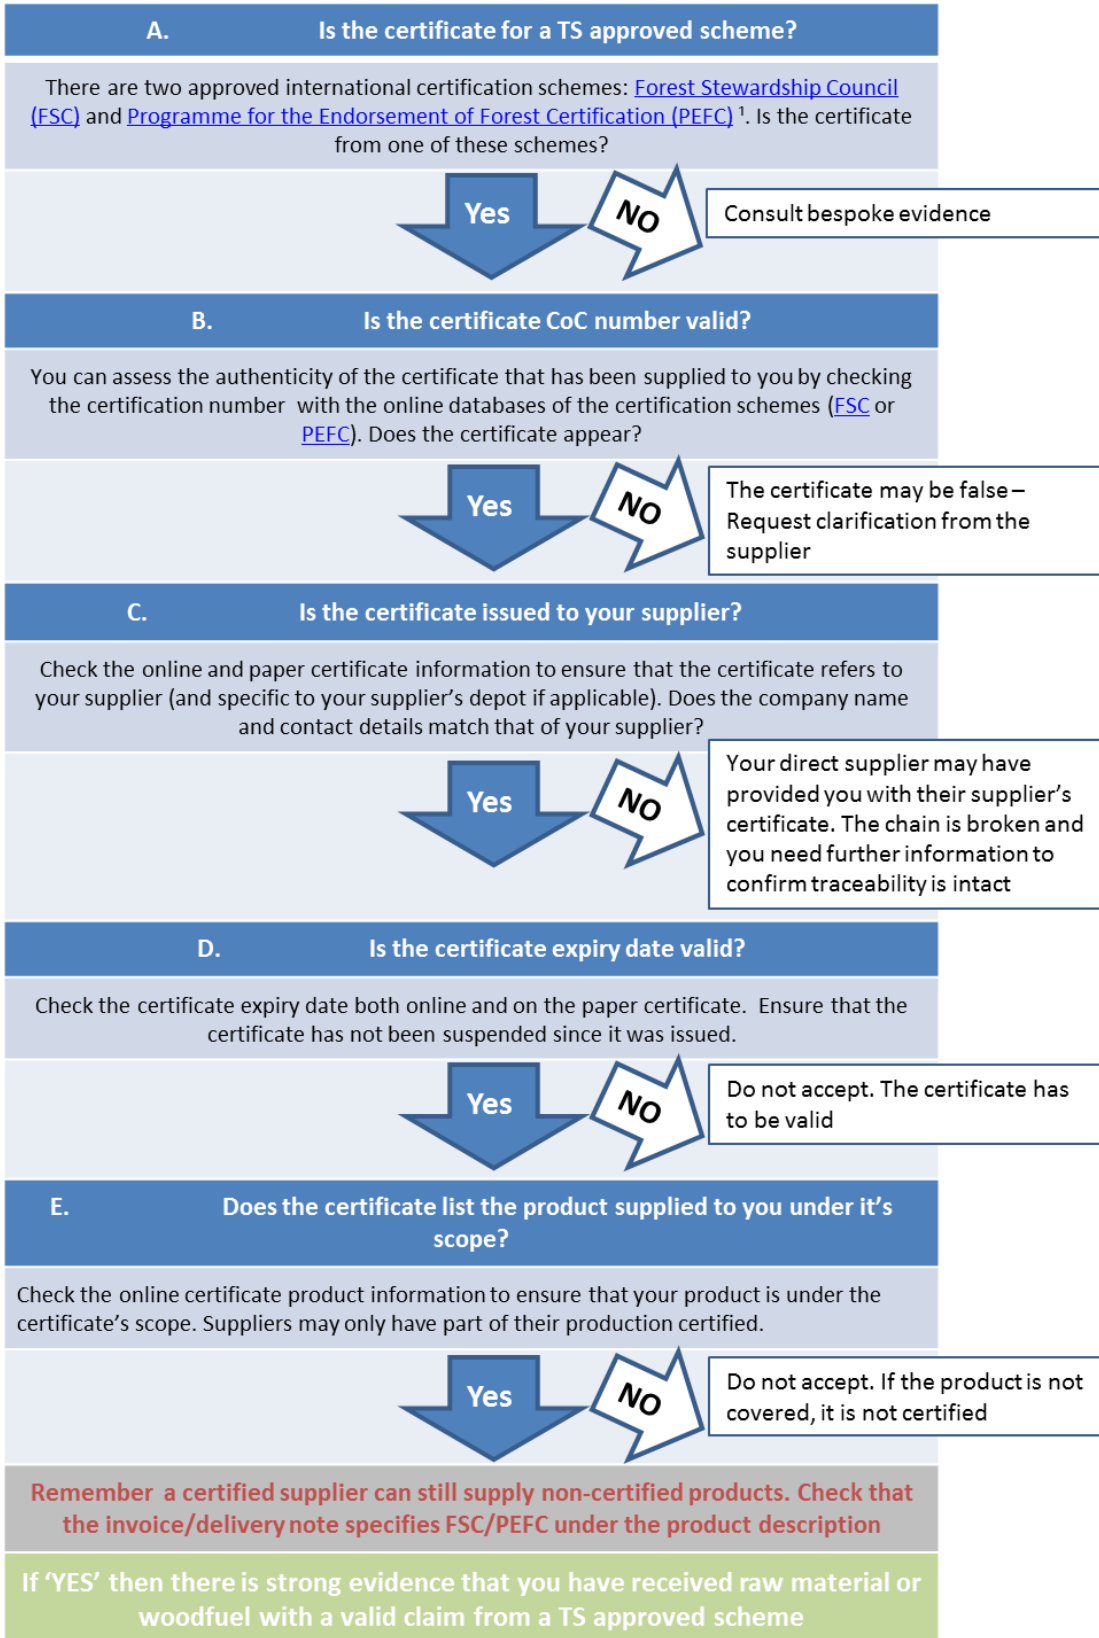 A. Is the certificate for a TS approved scheme?
There are two approved international certification schemes: Forest Stewardship Council
(FSC) and Programme for the Endorsement of Forest Certification (PEFC) ¹. Is the certificate
from one of these schemes?
Yes
NO
Consult bespoke evidence
B. Is the certificate CoC number valid?
You can assess the authenticity of the certificate that has been supplied to you by checking
the certification number with the online databases of the certification schemes (FSC or
PEFC). Does the certificate appear?
Yes
NO
The certificate may be false –
Request clarification from the
supplier
C. Is the certificate issued to your supplier?
Check the online and paper certificate information to ensure that the certificate refers to
your supplier (and specific to your supplier’s depot if applicable). Does the company name
and contact details match that of your supplier?
Yes
NO
Your direct supplier may have
provided you with their supplier’s
certificate. The chain is broken and
you need further information to
confirm traceability is intact
D. Is the certificate expiry date valid?
Check the certificate expiry date both online and on the paper certificate. Ensure that the
certificate has not been suspended since it was issued.
Yes
NO
Do not accept. The certificate has
to be valid
E. Does the certificate list the product supplied to you under it’s
scope?
Check the online certificate product information to ensure that your product is under the
certificate’s scope. Suppliers may only have part of their production certified.
Yes
NO
Do not accept. If the product is not
covered, it is not certified
Remember a certified supplier can still supply non-certified products. Check that
the invoice/delivery note specifies FSC/PEFC under the product description
If ‘YES’ then there is strong evidence that you have received raw material or
woodfuel with a valid claim from a TS approved scheme